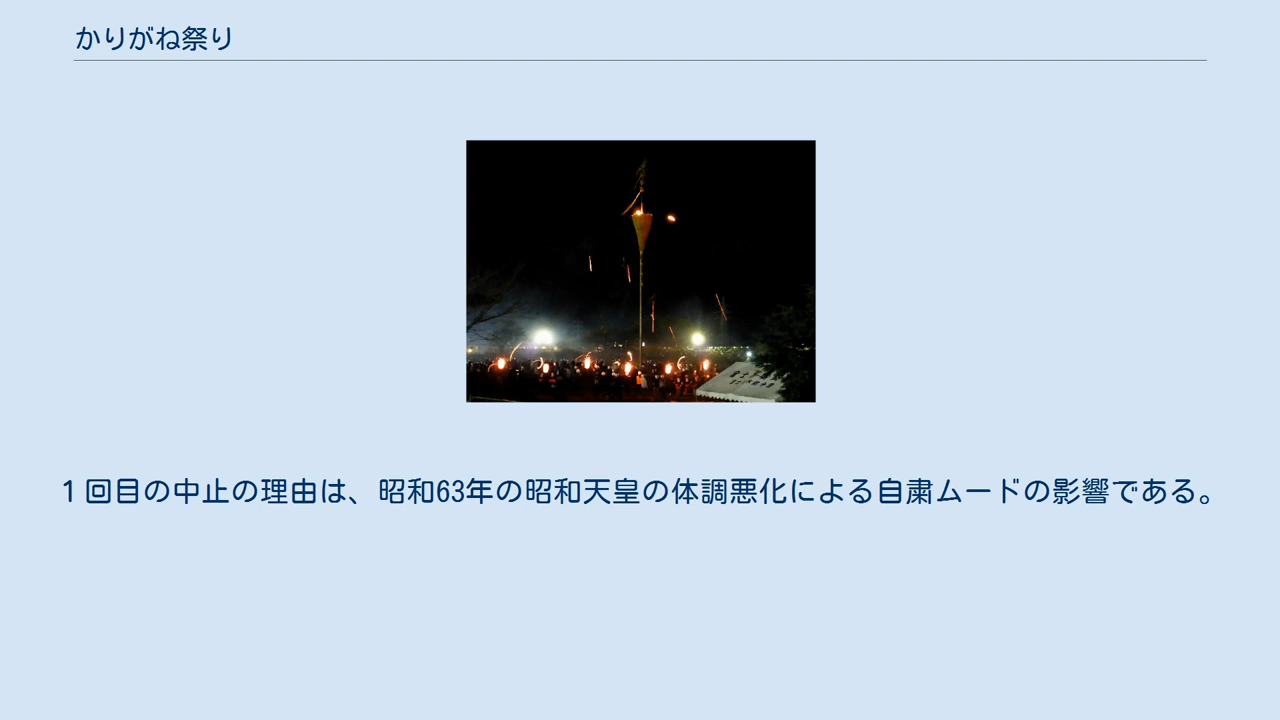 かりがね祭り
1回目の中止の理由は、昭和63年の昭和天皇の体調悪化による自粛ムードの影響である。